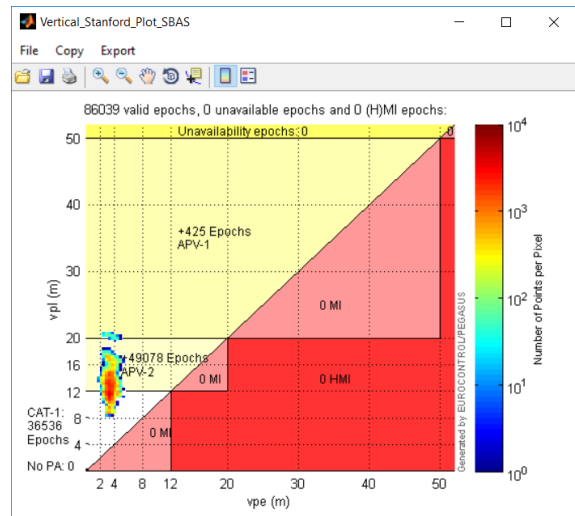 Vertical_Stanford_Plot_SBAS
File Copy Export
86039 valid epochs, 0 unavailable epochs and 0 (H)MI epochs:
Unavailability epochs: 0
0
50
40
30
20
16
12
8
4
vpl (m)
+425 Epochs
APV-1
0 MI
+49078 Epochs
APV-2
0 MI
0 HMI
CAT-1:
36536
Epochs
0 MI
No PA: 0
2 4 8 12 20 30 40 50
vpe (m)
Generated by EUROCONTROL/PEGASUS
10^4
10^3
10^2
10^1
10^0
Number of Points per Pixel